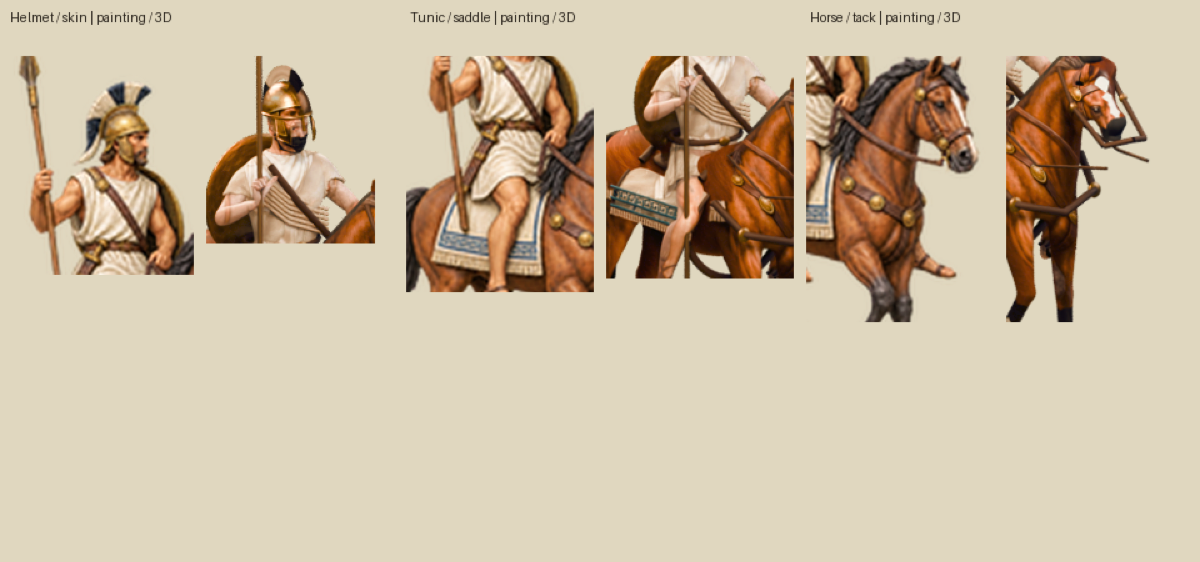 Helmet / skin | painting / 3D
Tunic / saddle | painting / 3D
Horse / tack | painting / 3D